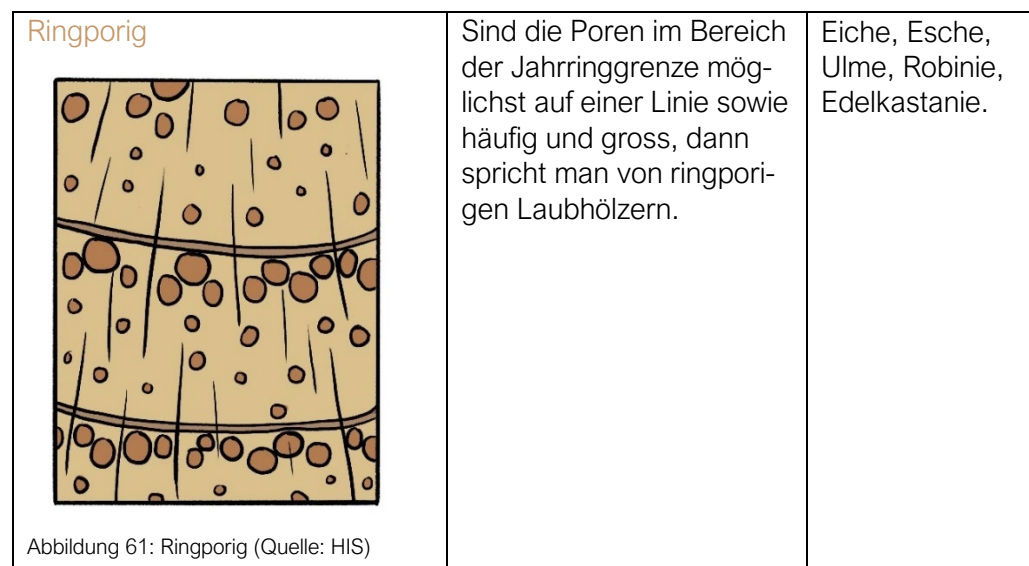 Ringporig
Abbildung 61: Ringporig (Quelle: HIS)
Sind die Poren im Bereich
der Jahrringgrenze mög-
lichst auf einer Linie sowie
häufig und gross, dann
spricht man von ringpori-
gen Laubhölzern.
Eiche, Esche,
Ulme, Robinie,
Edelkastanie.